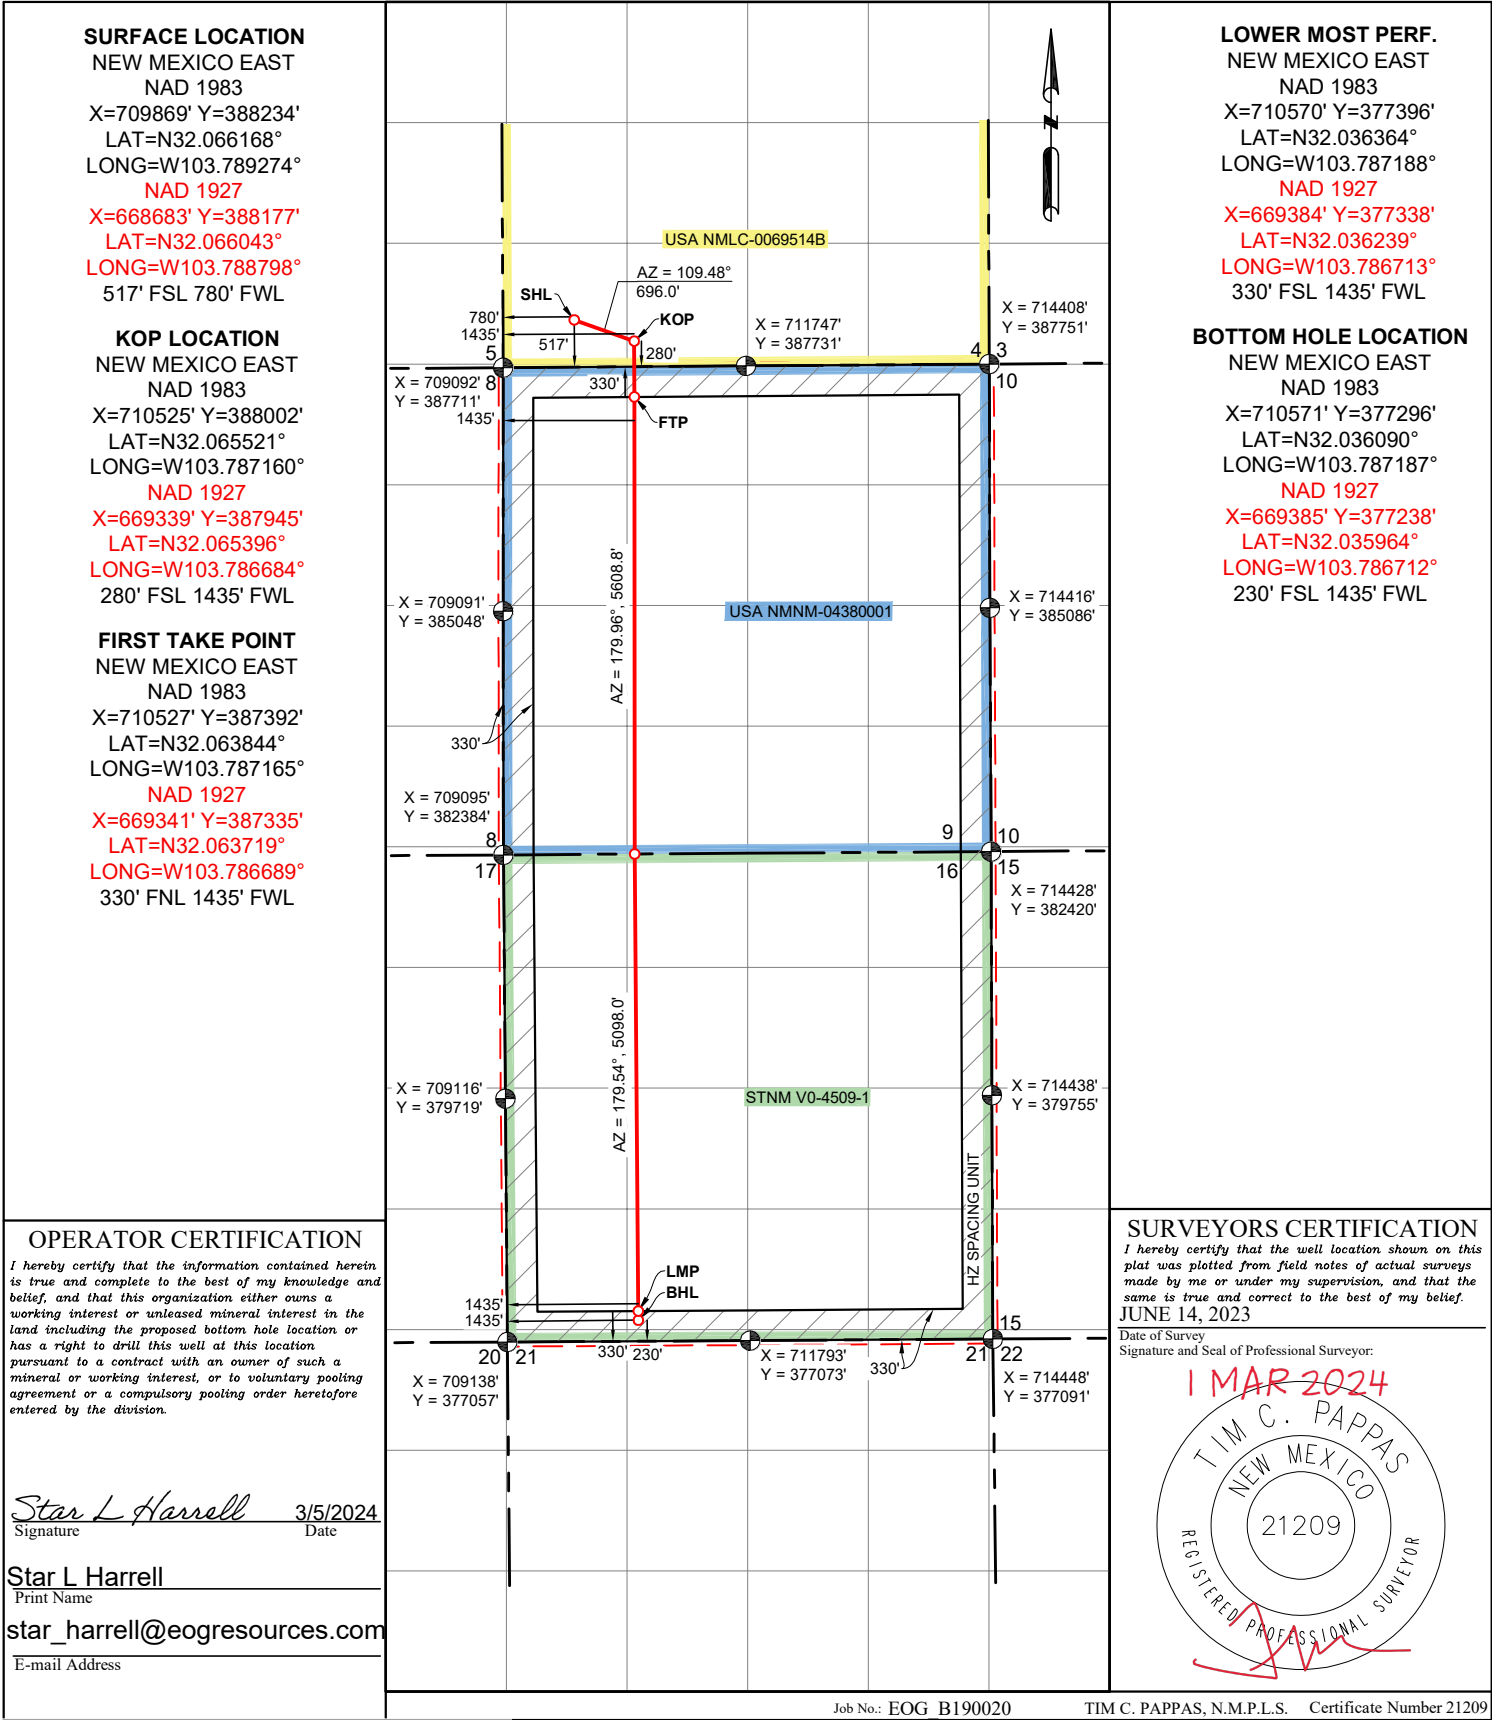 SURFACE LOCATION
NEW MEXICO EAST
NAD 1983
X=709869' Y=388234'
LAT=N32.066168°
LONG=W103.789274°
NAD 1927
X=668683' Y=388177'
LAT=N32.066043°
LONG=W103.788798°
517' FSL 780' FWL
KOP LOCATION
NEW MEXICO EAST
NAD 1983
X=710525' Y=388002'
LAT=N32.065521°
LONG=W103.787160°
NAD 1927
X=669339' Y=387945'
LAT=N32.065396°
LONG=W103.786684°
280' FSL 1435' FWL
FIRST TAKE POINT
NEW MEXICO EAST
NAD 1983
X=710527' Y=387392'
LAT=N32.063844°
LONG=W103.787165°
NAD 1927
X=669341' Y=387335'
LAT=N32.063719°
LONG=W103.786689°
330' FNL 1435' FWL
OPERATOR CERTIFICATION
I hereby certify that the information contained herein
is true and complete to the best of my knowledge and
belief, and that this organization either owns a
working interest or unleased mineral interest in the
land including the proposed bottom hole location or
has a right to drill this well at this location
pursuant to a contract with an owner of such a
mineral or working interest, or to voluntary pooling
agreement or a compulsory pooling order heretofore
entered by the division.
Star L Harrell 3/5/2024
Signature Date
Star L Harrell
Print Name
star_harrell@eogresources.com
E-mail Address
N
USA NMLC-0069514B
AZ = 109.48°
696.0'
SHL
KOP
780'
1435'
517'
280'
X = 711747'
Y = 387731'
X = 714408'
Y = 387751'
5
4 3
8
10
X = 709092'
Y = 387711'
330'
1435'
FTP
AZ = 179.96°, 5608.8'
X = 709091'
Y = 385048'
USA NMNM-04380001
X = 714416'
Y = 385086'
330'
X = 709095'
Y = 382384'
8
9
10
17
16
15
X = 714428'
Y = 382420'
AZ = 179.54°, 5098.0'
X = 709116'
Y = 379719'
STNM V0-4509-1
X = 714438'
Y = 379755'
HZ SPACING UNIT
LMP
BHL
1435'
1435'
15
20 21
330' 230'
X = 711793'
Y = 377073'
330'
21 22
X = 709138'
Y = 377057'
X = 714448'
Y = 377091'
LOWER MOST PERF.
NEW MEXICO EAST
NAD 1983
X=710570' Y=377396'
LAT=N32.036364°
LONG=W103.787188°
NAD 1927
X=669384' Y=377338'
LAT=N32.036239°
LONG=W103.786713°
330' FSL 1435' FWL
BOTTOM HOLE LOCATION
NEW MEXICO EAST
NAD 1983
X=710571' Y=377296'
LAT=N32.036090°
LONG=W103.787187°
NAD 1927
X=669385' Y=377238'
LAT=N32.035964°
LONG=W103.786712°
230' FSL 1435' FWL
SURVEYORS CERTIFICATION
I hereby certify that the well location shown on this
plat was plotted from field notes of actual surveys
made by me or under my supervision, and that the
same is true and correct to the best of my belief.
JUNE 14, 2023
Date of Survey
Signature and Seal of Professional Surveyor:
1 MAR 2024
TIM C. PAPPAS
NEW MEXICO
21209
REGISTERED PROFESSIONAL SURVEYOR
Job No.: EOG_B190020 TIM C. PAPPAS, N.M.P.L.S. Certificate Number 21209